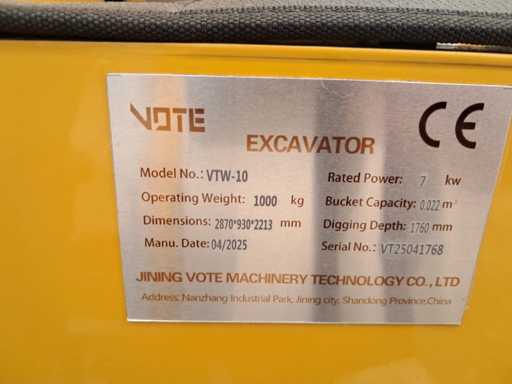 VOTE
CE
EXCAVATOR
Model No.: VTW-10
Rated Power: 7 kw
Operating Weight: 1000 kg
Bucket Capacity: 0.022 m³
Dimensions: 2870*930*2213 mm
Digging Depth: 1760 mm
Manu. Date: 04/2025
Serial No.: VT25041768
JINING VOTE MACHINERY TECHNOLOGY CO., LTD
Address: Nanzhang Industrial Park, Jining city, Shandong Province,China